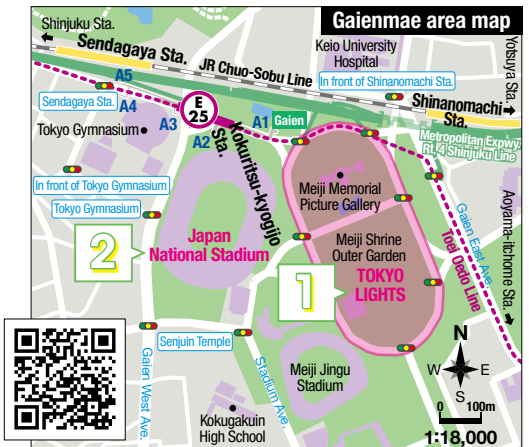 Gaienmae area map
Shinjuku Sta.
Sendagaya Sta.
JR Chuo-Sobu Line
Keio University
Hospital
In front of Shinanomachi Sta.
Yotsuya Sta.
Shinanomachi
Sta.
A5
Sendagaya Sta.
A4
E
25
A3
A1
Gaien
A2
Kokuritsu-kyogijo
Sta.
Metropolitan Expwy.
Rt. 4 Shinjuku Line
Tokyo Gymnasium
In front of Tokyo Gymnasium
Tokyo Gymnasium
Meiji Memorial
Picture Gallery
Gaien East Ave.
Aoyama-itchome Sta.
Toei Oedo Line
2
Japan
National Stadium
Meiji Shrine
Outer Garden
1
TOKYO
LIGHTS
Senjuin Temple
Gaien West Ave.
Stadium Ave.
Meiji Jingu
Stadium
Kokugakuin
High School
N
W
E
S
0
100m
1:18,000